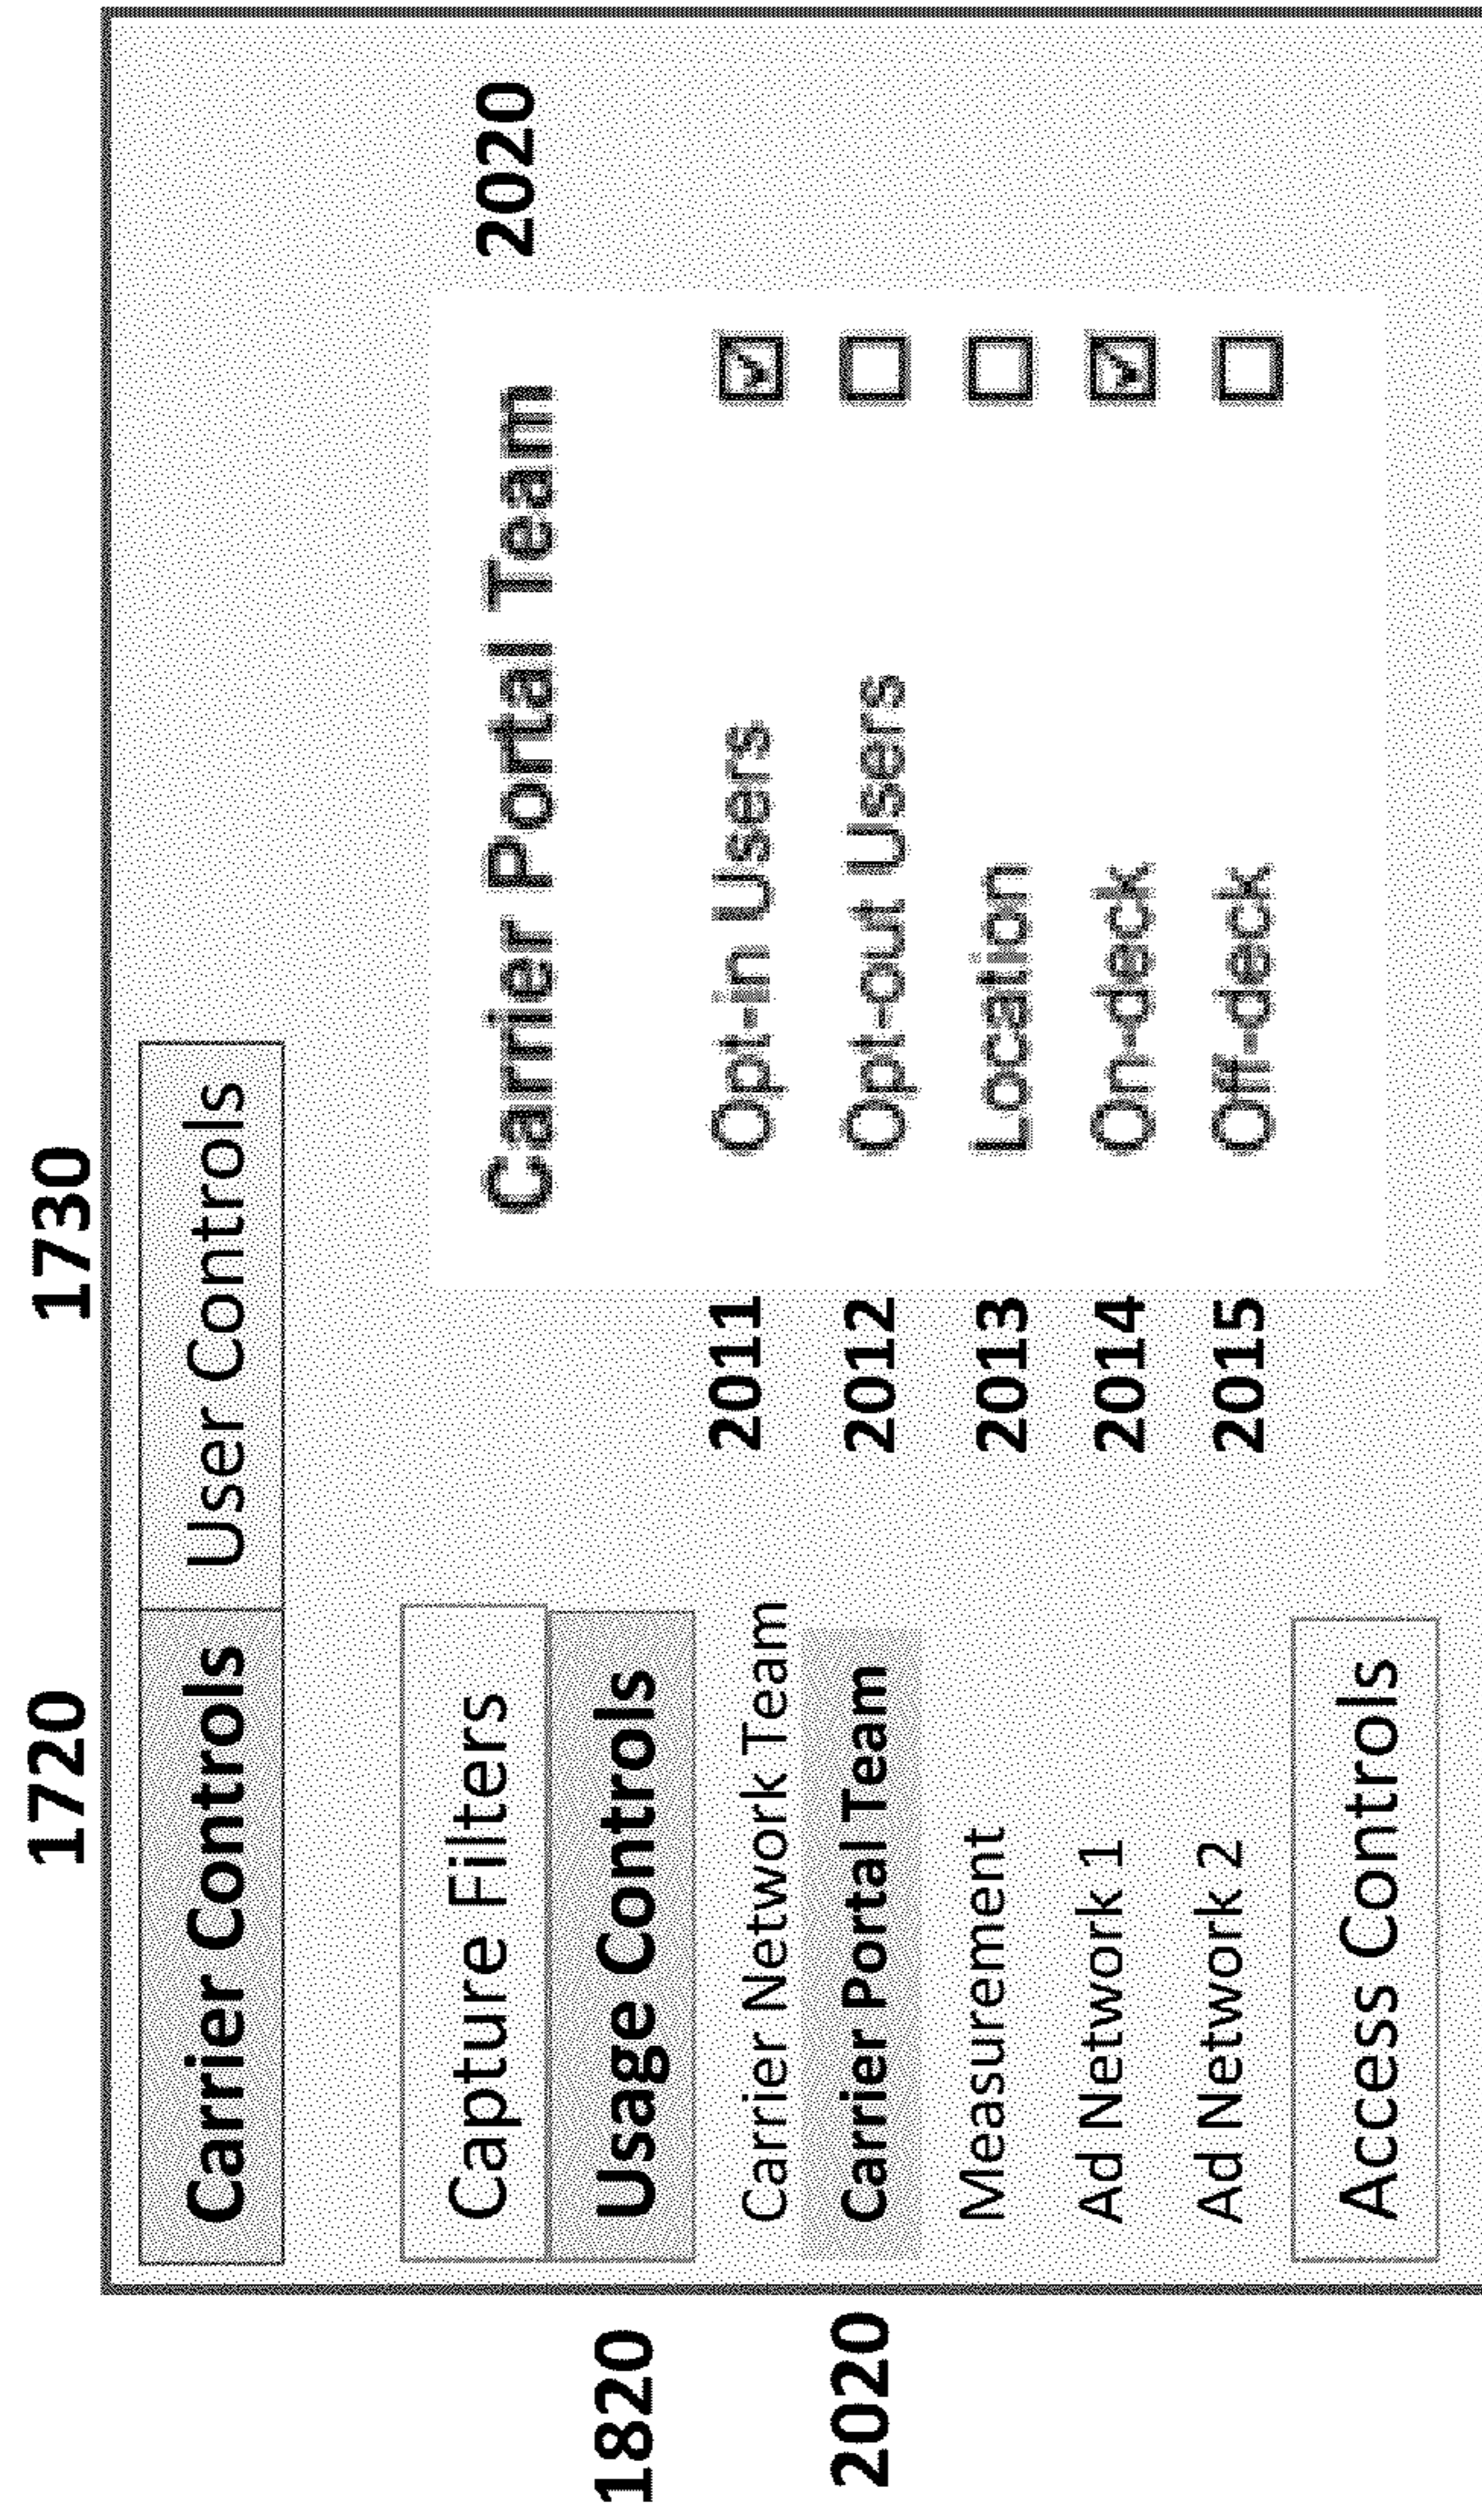 1720 1730
Carrier Controls User Controls
Capture Filters
1820 Usage Controls
Carrier Network Team
2020 Carrier Portal Team
Measurement
Ad Network 1
Ad Network 2
Access Controls
Carrier Portal Team 2020
2011 Opt-in Users
2012 Opt-out Users
2013 Location
2014 On-deck
2015 Off-deck